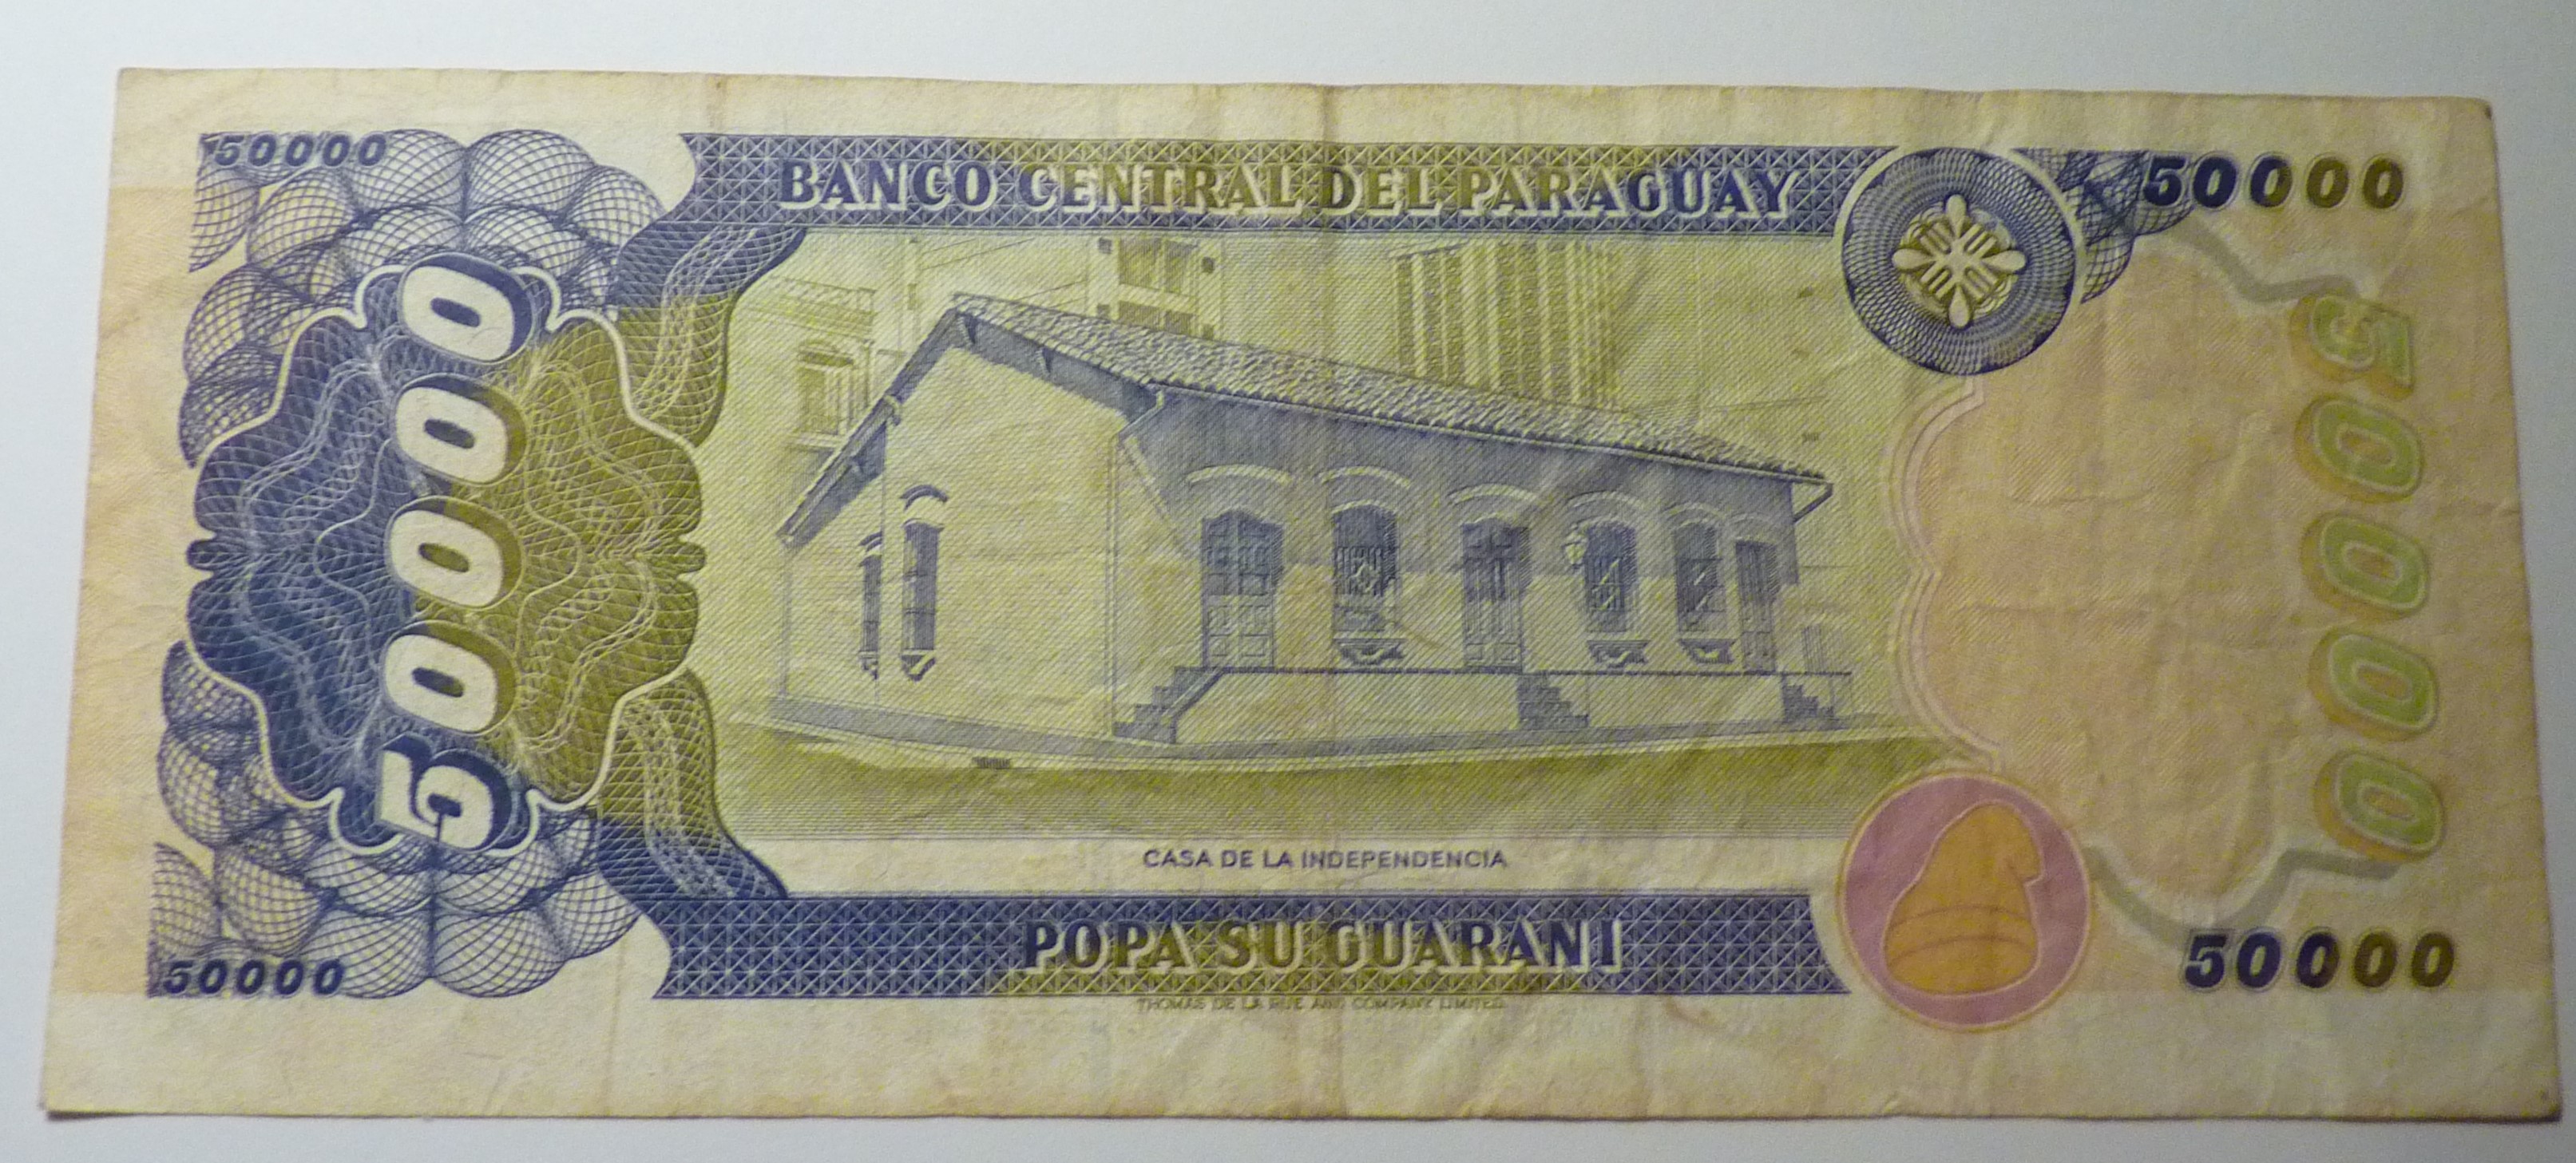 50000
BANCO CENTRAL DEL PARAGUAY
50000
50000
50000
CASA DE LA INDEPENDENCIA
POPA SU GUARANI
50000
50000
THOMAS DE LA RUE AND COMPANY LIMITED.